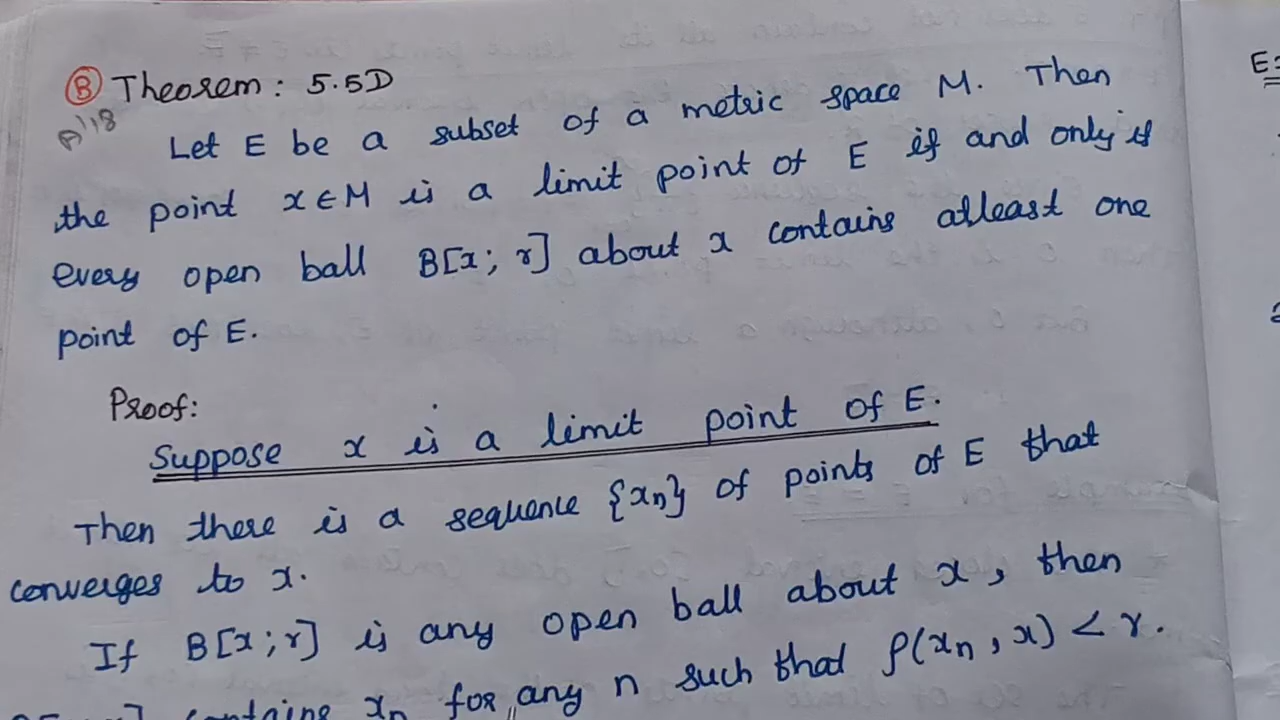 B Theorem: 5.5D
A'18
Let E be a subset of a metric space M. Then
the point x ∈ M is a limit point of E if and only if
every open ball B[x; r] about x contains atleast one
point of E.
Proof:
Suppose x is a limit point of E.
Then there is a sequence {xn} of points of E that
converges to x.
If B[x; r] is any open ball about x, then
contains xn for any n such that ρ(xn, x) < r.
E: